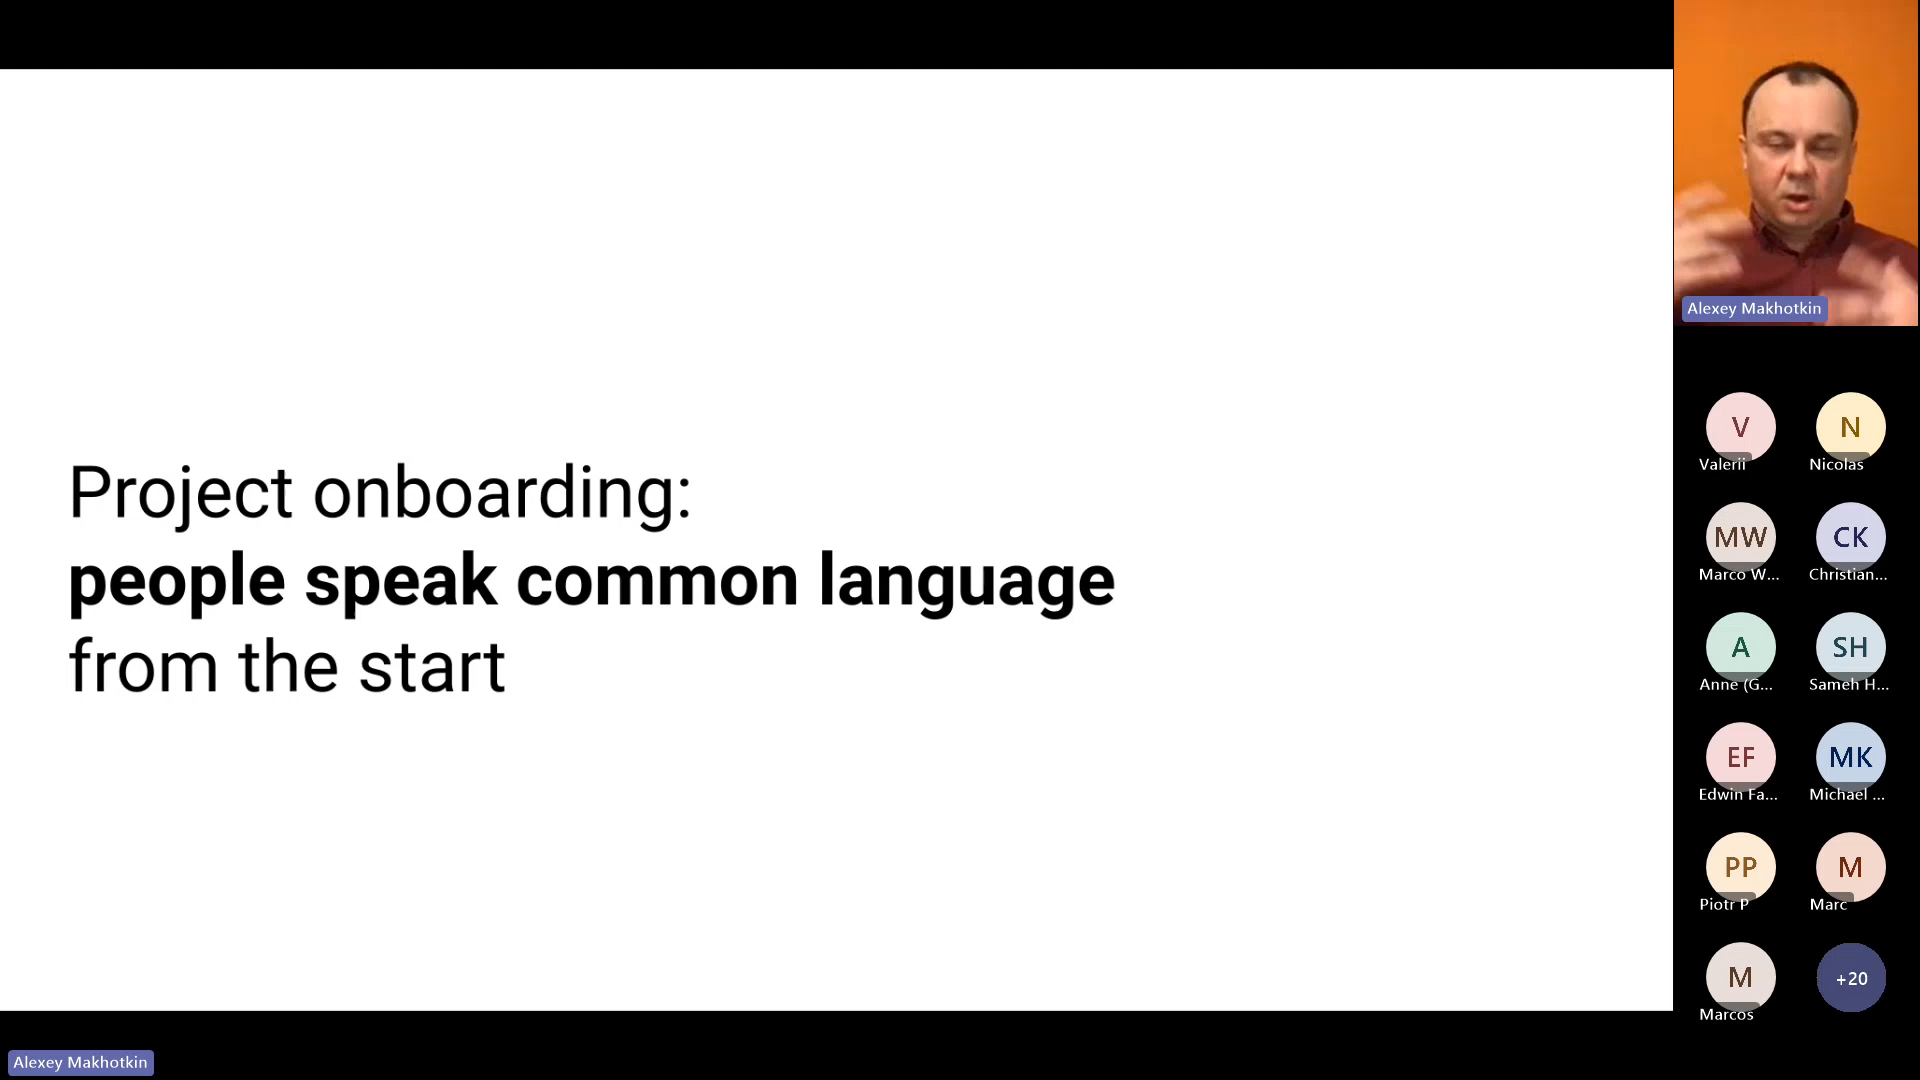 Project onboarding:
people speak common language
from the start
Alexey Makhotkin
V
N
Valerii
Nicolas
MW
CK
Marco W...
Christian...
A
SH
Anne (G...
Sameh H...
EF
MK
Edwin Fa...
Michael ...
PP
M
Piotr P
Marc
M
+20
Marcos
Alexey Makhotkin